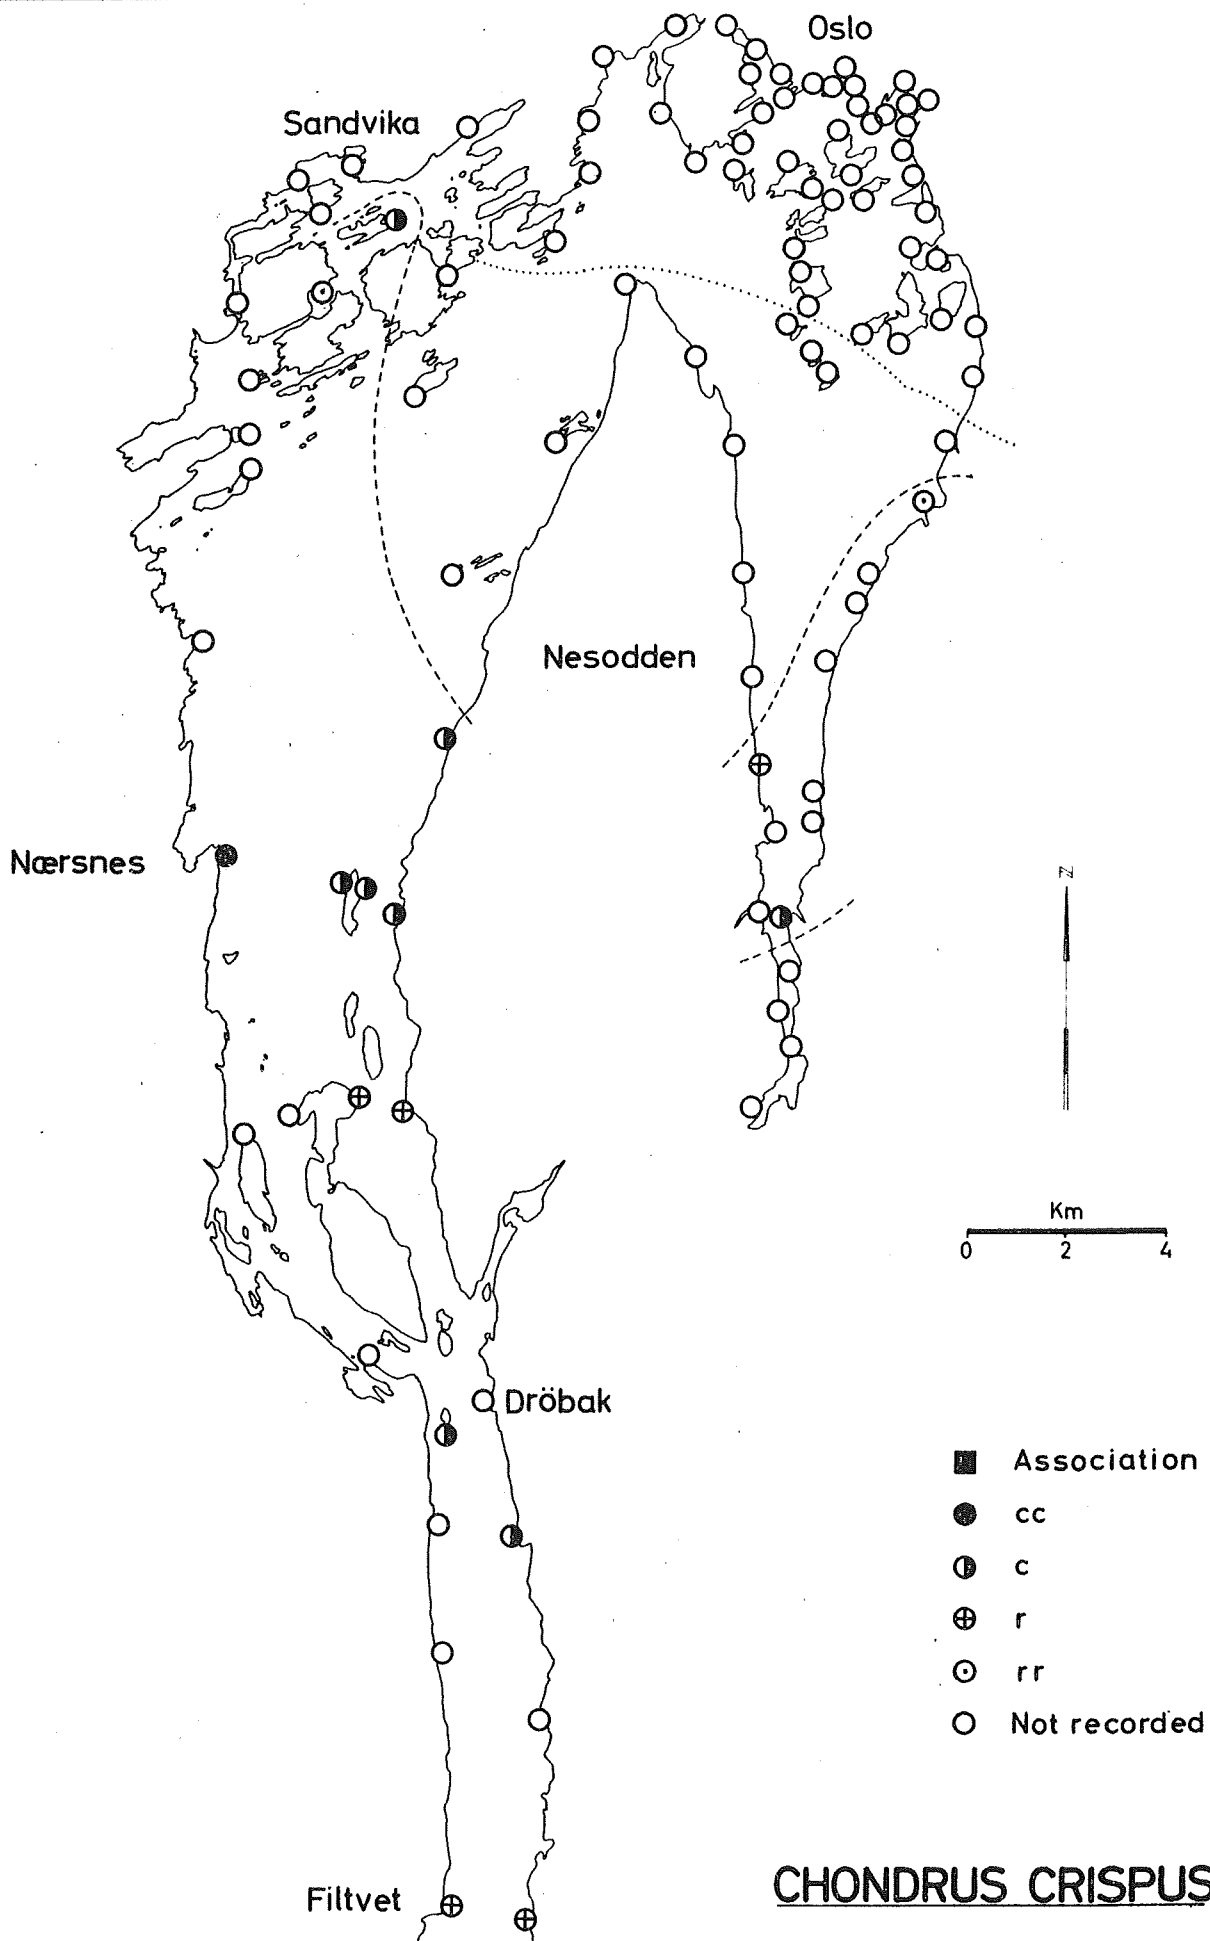 Oslo
Sandvika
Nesodden
Nærsnes
N
Km
0 2 4
Dröbak
Association
cc
c
r
rr
Not recorded
Filtvet
CHONDRUS CRISPUS